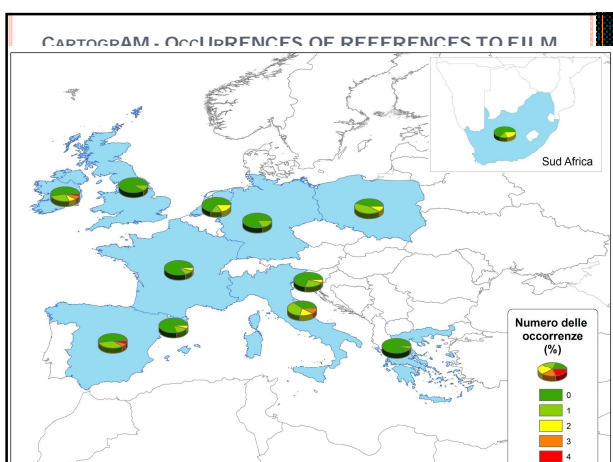 CARTOGRAM - OCCURRENCES OF REFERENCES TO FILM
Sud Africa
Numero delle
occorrenze
(%)
0
1
2
3
4